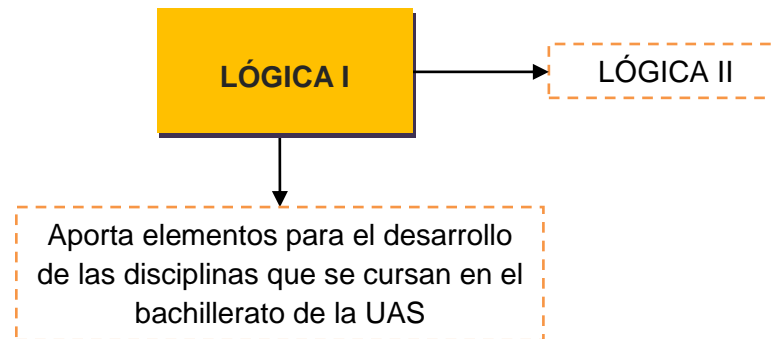 LÓGICA I
LÓGICA II
Aporta elementos para el desarrollo
de las disciplinas que se cursan en el
bachillerato de la UAS